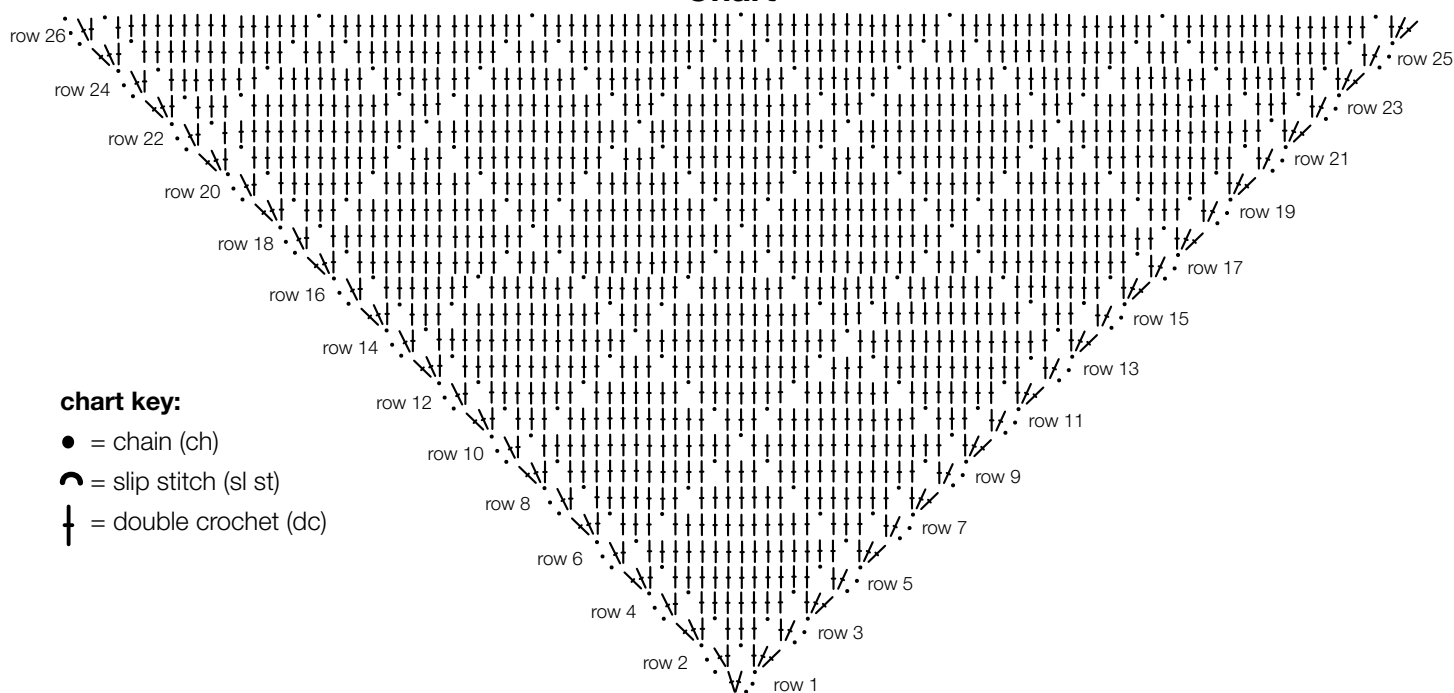 Chart
row 26
row 25
row 24
row 23
row 22
row 21
row 20
row 19
row 18
row 17
row 16
row 15
row 14
row 13
row 12
row 11
row 10
row 9
row 8
row 7
row 6
row 5
row 4
row 3
row 2
row 1
chart key:
= chain (ch)
= slip stitch (sl st)
= double crochet (dc)